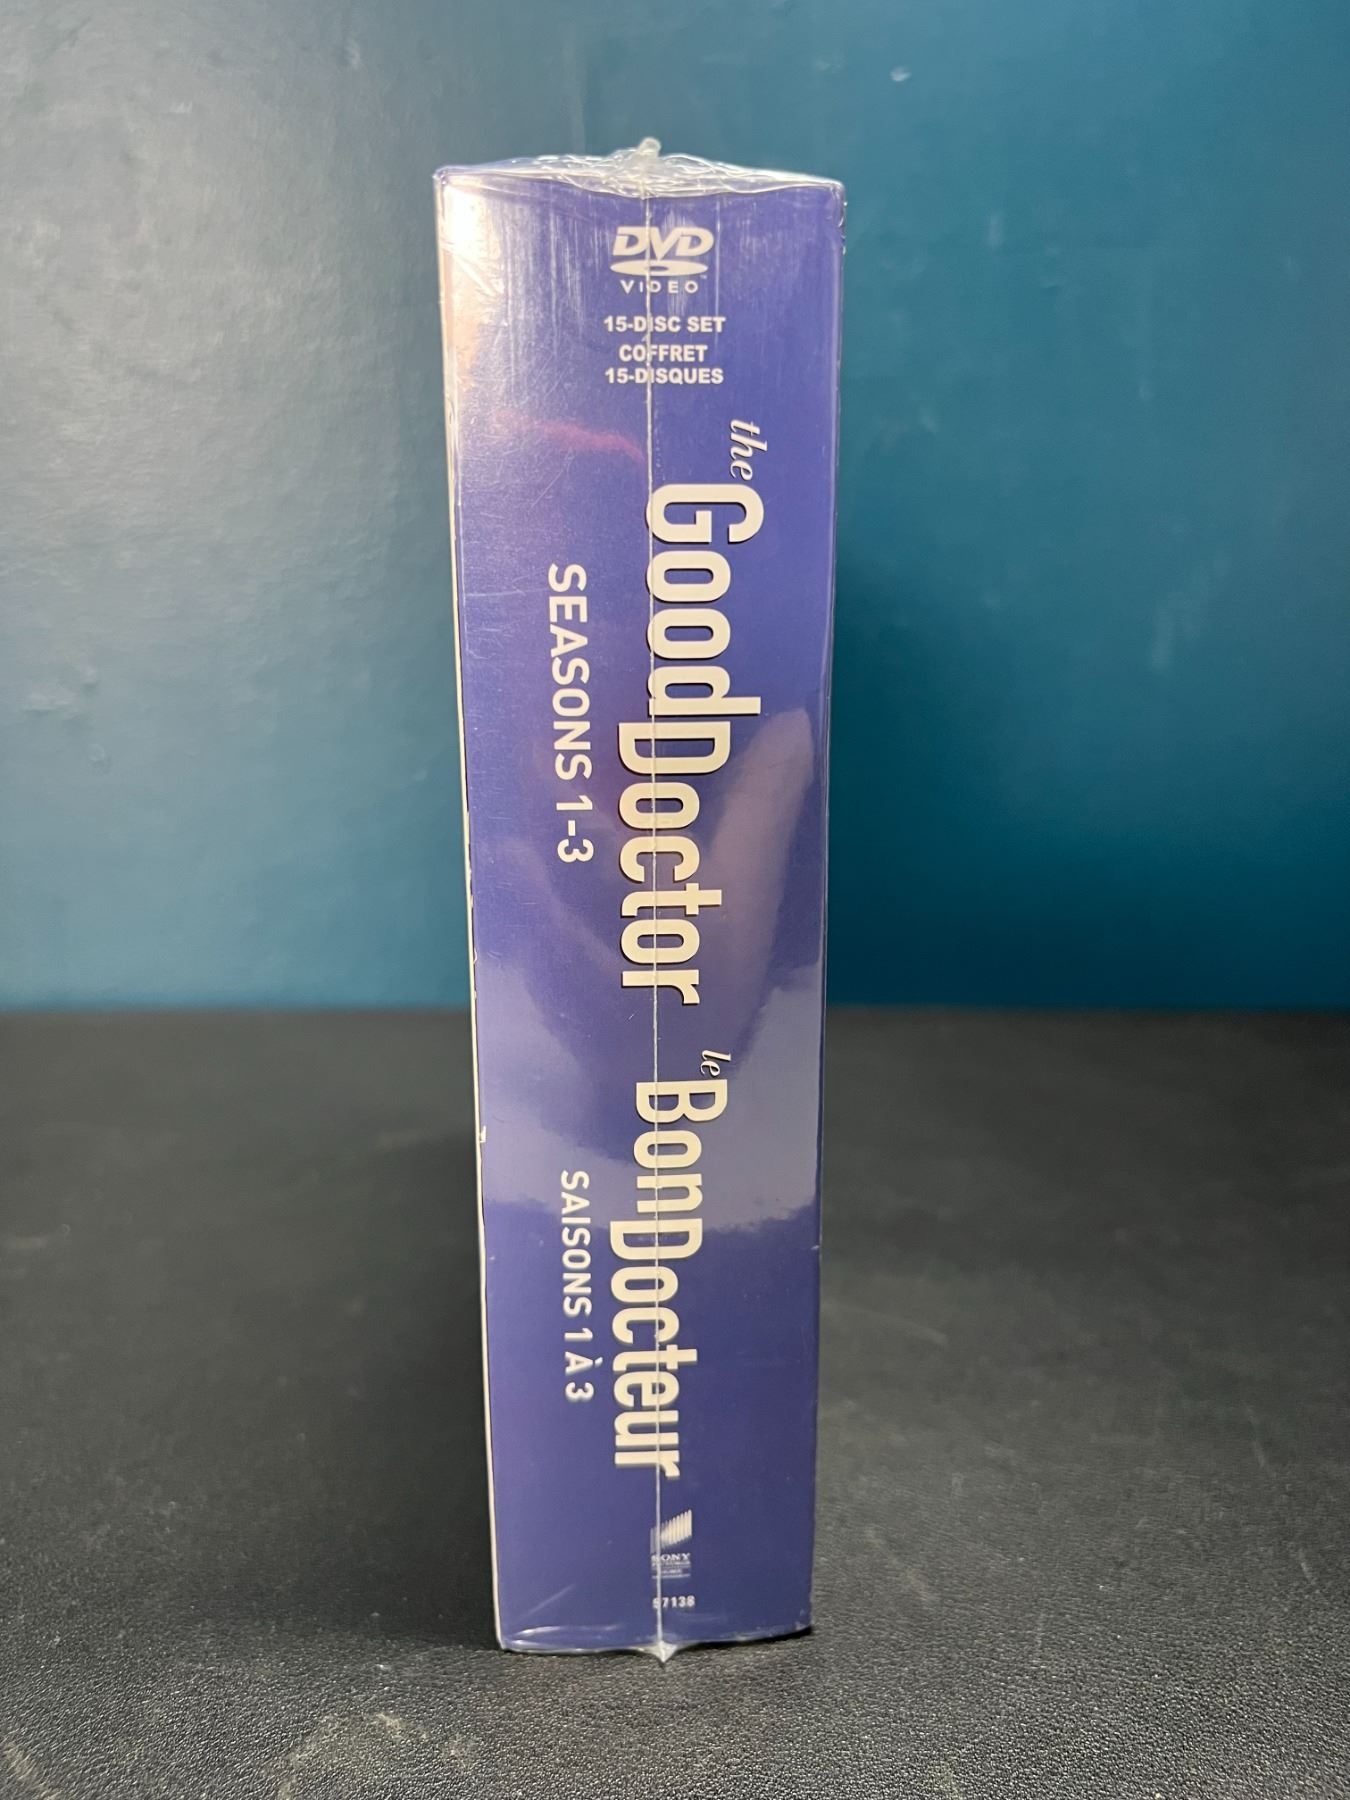 DVD
VIDEO
15-DISC SET
COFFRET
15-DISQUES
the GoodDoctor
SEASONS 1-3
le BonDocteur
SAISONS 1 À 3
SONY
57138